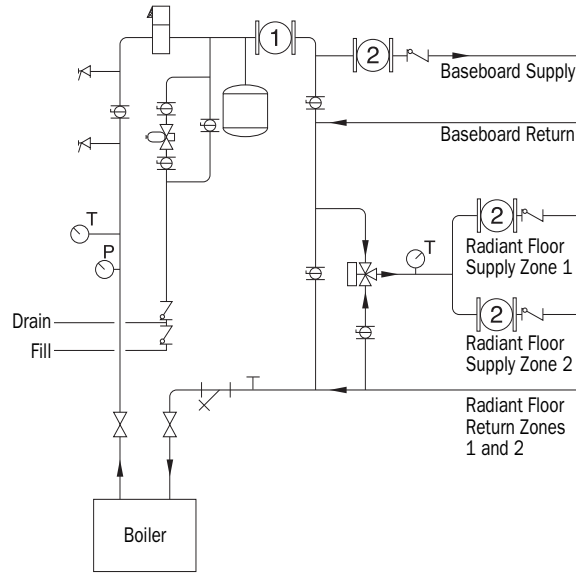 1
2
Baseboard Supply
Baseboard Return
T
P
T
2
Radiant Floor
Supply Zone 1
2
Radiant Floor
Supply Zone 2
Drain
Fill
Radiant Floor
Return Zones
1 and 2
Boiler